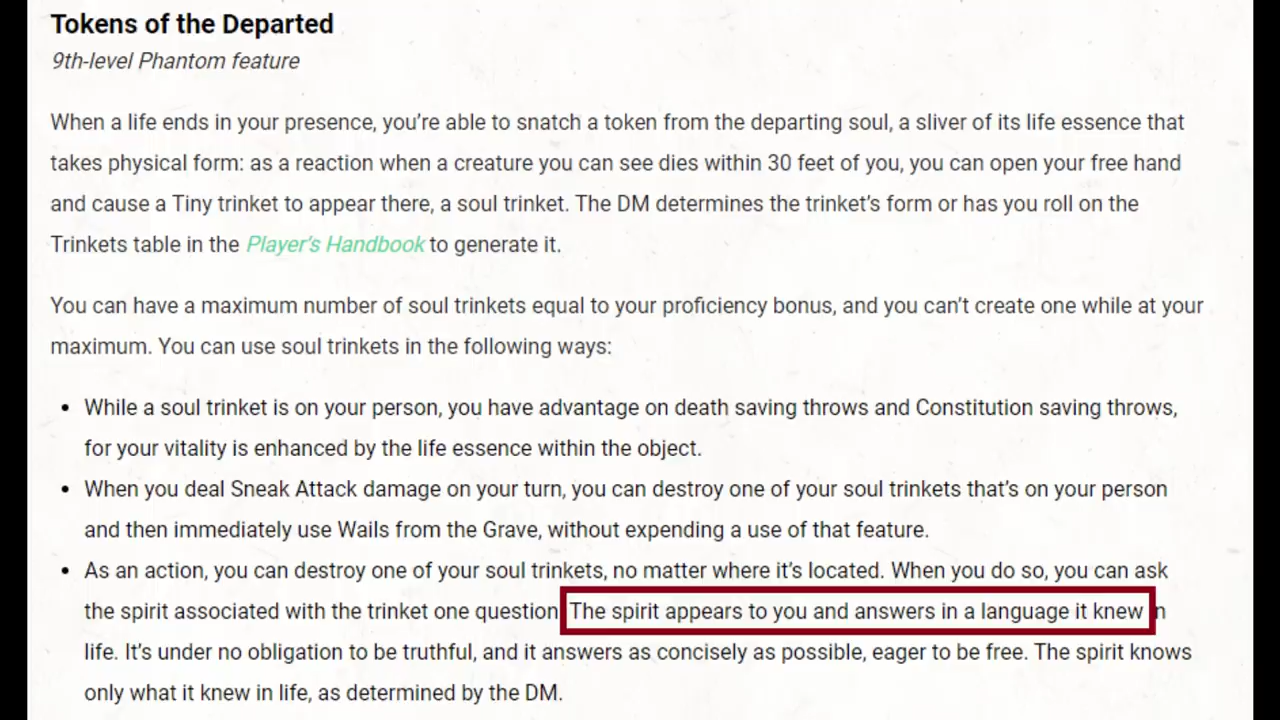 Tokens of the Departed
9th-level Phantom feature
When a life ends in your presence, you’re able to snatch a token from the departing soul, a sliver of its life essence that
takes physical form: as a reaction when a creature you can see dies within 30 feet of you, you can open your free hand
and cause a Tiny trinket to appear there, a soul trinket. The DM determines the trinket’s form or has you roll on the
Trinkets table in the Player’s Handbook to generate it.
You can have a maximum number of soul trinkets equal to your proficiency bonus, and you can’t create one while at your
maximum. You can use soul trinkets in the following ways:
• While a soul trinket is on your person, you have advantage on death saving throws and Constitution saving throws,
for your vitality is enhanced by the life essence within the object.
• When you deal Sneak Attack damage on your turn, you can destroy one of your soul trinkets that’s on your person
and then immediately use Wails from the Grave, without expending a use of that feature.
• As an action, you can destroy one of your soul trinkets, no matter where it’s located. When you do so, you can ask
the spirit associated with the trinket one question The spirit appears to you and answers in a language it knew n
life. It’s under no obligation to be truthful, and it answers as concisely as possible, eager to be free. The spirit knows
only what it knew in life, as determined by the DM.